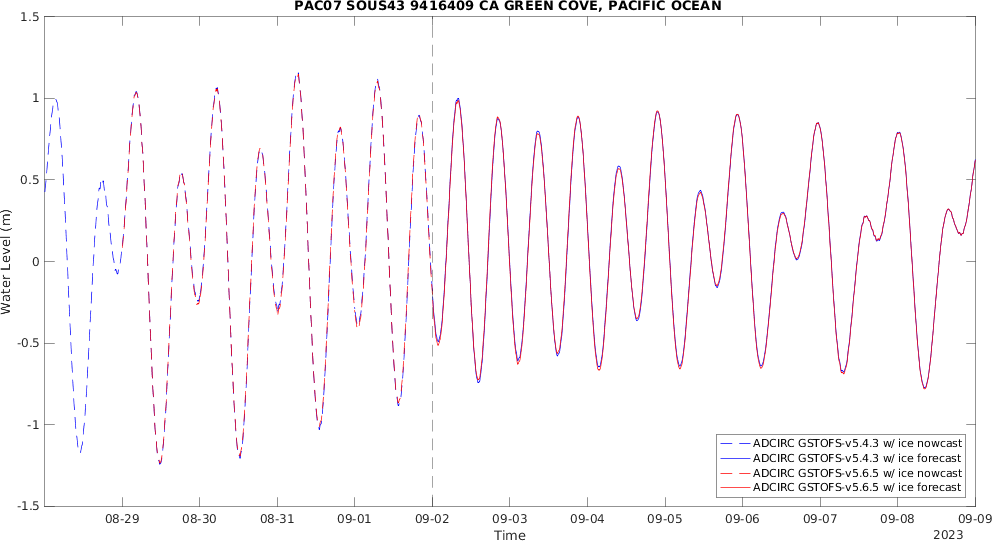 PAC07 SOUS43 9416409 CA GREEN COVE, PACIFIC OCEAN
1.5
1
0.5
0
-0.5
-1
-1.5
Water Level (m)
08-29 08-30 08-31 09-01 09-02 09-03 09-04 09-05 09-06 09-07 09-08 09-09
Time
2023
ADCIRC GSTOFS-v5.4.3 w/ ice nowcast
ADCIRC GSTOFS-v5.4.3 w/ ice forecast
ADCIRC GSTOFS-v5.6.5 w/ ice nowcast
ADCIRC GSTOFS-v5.6.5 w/ ice forecast